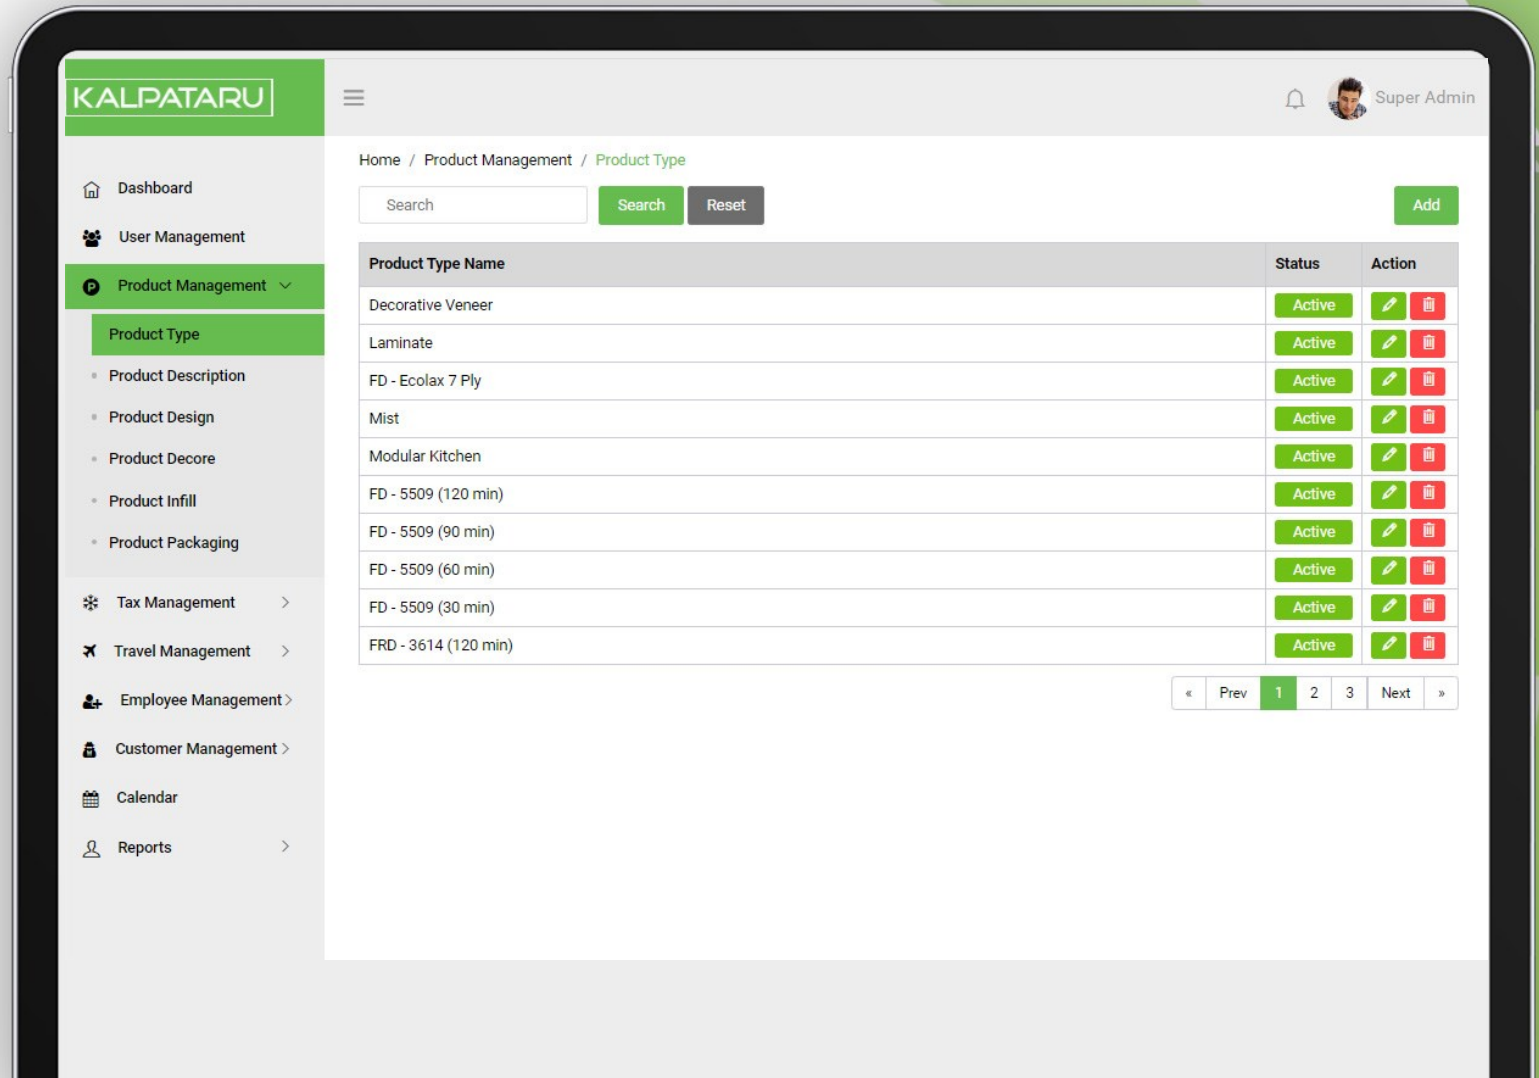 KALPATARU
Super Admin
Dashboard
User Management
Product Management
Product Type
Product Description
Product Design
Product Decore
Product Infill
Product Packaging
Tax Management
Travel Management
Employee Management
Customer Management
Calendar
Reports
Home / Product Management / Product Type
Search Search Reset Add
Product Type Name Status Action
Decorative Veneer Active
Laminate Active
FD - Ecolax 7 Ply Active
Mist Active
Modular Kitchen Active
FD - 5509 (120 min) Active
FD - 5509 (90 min) Active
FD - 5509 (60 min) Active
FD - 5509 (30 min) Active
FRD - 3614 (120 min) Active
« Prev 1 2 3 Next »